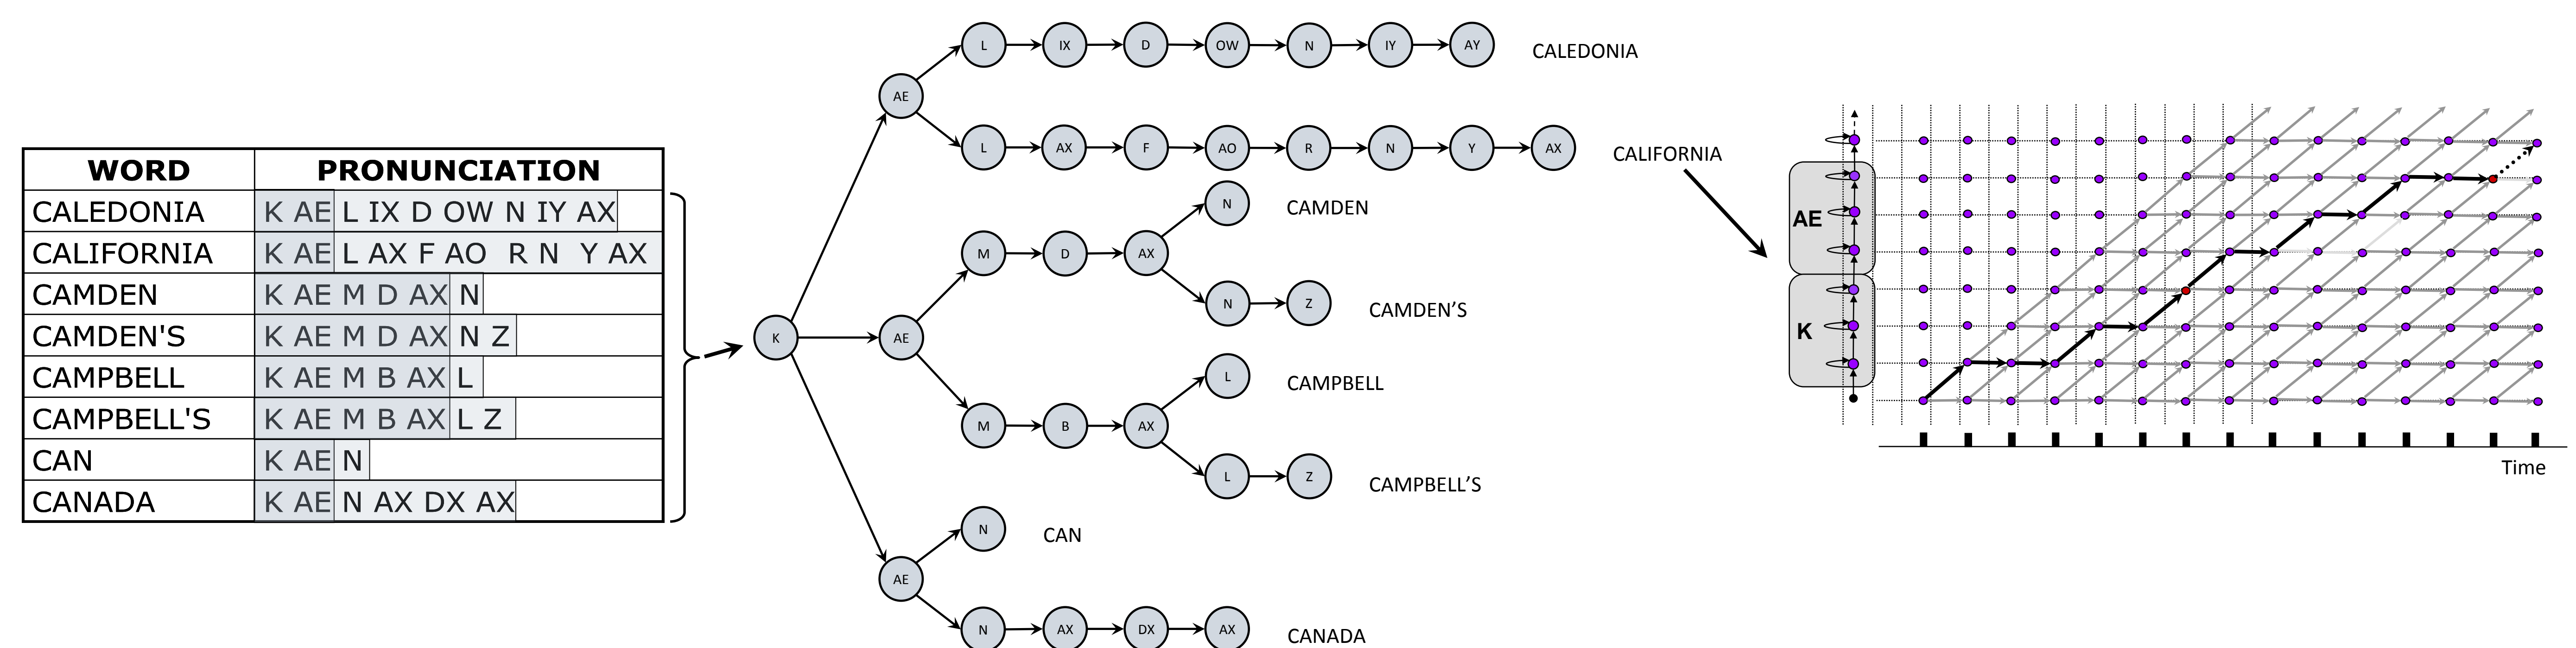 WORD PRONUNCIATION
CALEDONIA K AE L IX D OW N IY AX
CALIFORNIA K AE L AX F AO R N Y AX
CAMDEN K AE M D AX N
CAMDEN'S K AE M D AX N Z
CAMPBELL K AE M B AX L
CAMPBELL'S K AE M B AX L Z
CAN K AE N
CANADA K AE N AX DX AX
K
AE
L IX D OW N IY AY CALEDONIA
L AX F AO R N Y AX CALIFORNIA
AE
M D AX
N CAMDEN
N Z CAMDEN’S
M B AX
L CAMPBELL
L Z CAMPBELL’S
AE
N CAN
N AX DX AX CANADA
AE
K
Time